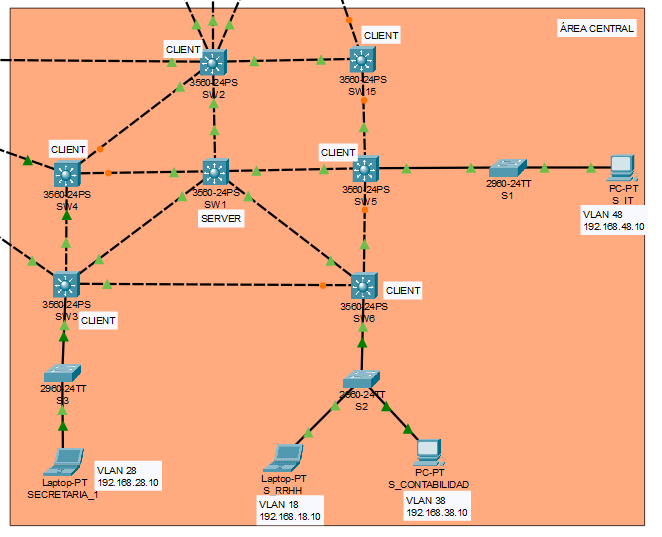 ÁREA CENTRAL
CLIENT
3560-24PS
SW2
CLIENT
3560-24PS
SW15
CLIENT
3560-24PS
SW4
3560-24PS
SW1
SERVER
CLIENT
3560-24PS
SW5
2960-24TT
S1
PC-PT
S_IT
VLAN 48
192.168.48.10
3560-24PS
SW3
CLIENT
3560-24PS
SW6
CLIENT
2960-24TT
S3
2960-24TT
S2
Laptop-PT
SECRETARIA_1
VLAN 28
192.168.28.10
Laptop-PT
S_RRHH
VLAN 18
192.168.18.10
PC-PT
S_CONTABILIDAD
VLAN 38
192.168.38.10